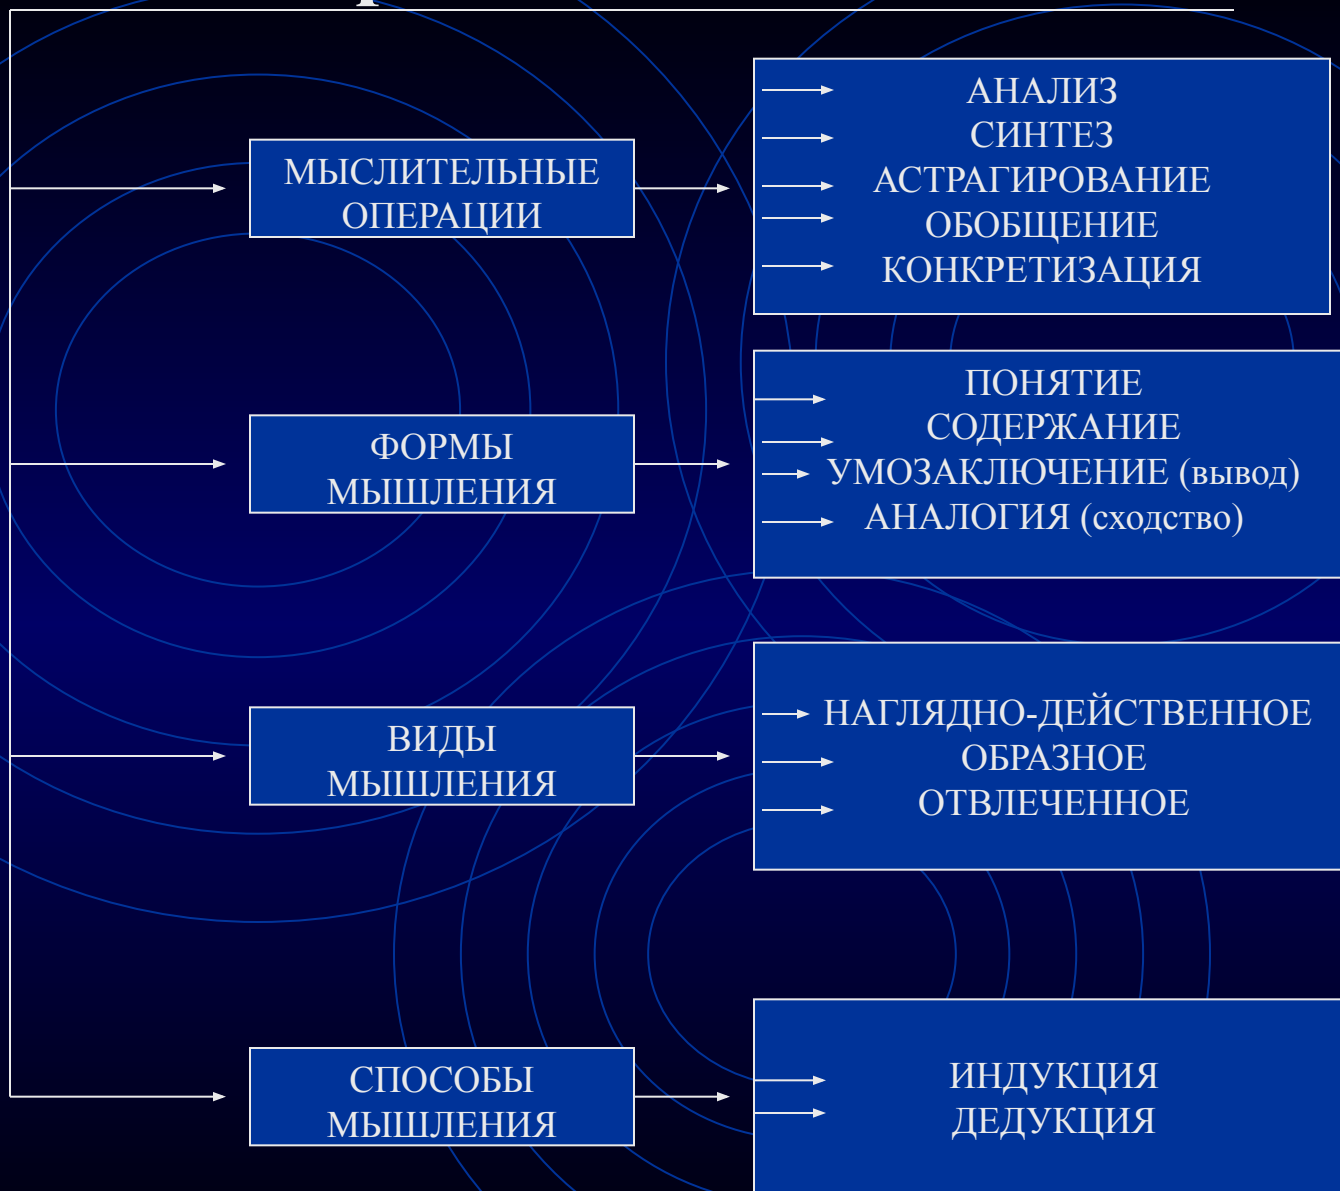 МЫСЛИТЕЛЬНЫЕ
ОПЕРАЦИИ
АНАЛИЗ
СИНТЕЗ
АСТРАГИРОВАНИЕ
ОБОБЩЕНИЕ
КОНКРЕТИЗАЦИЯ
ФОРМЫ
МЫШЛЕНИЯ
ПОНЯТИЕ
СОДЕРЖАНИЕ
УМОЗАКЛЮЧЕНИЕ (вывод)
АНАЛОГИЯ (сходство)
ВИДЫ
МЫШЛЕНИЯ
НАГЛЯДНО-ДЕЙСТВЕННОЕ
ОБРАЗНОЕ
ОТВЛЕЧЕННОЕ
СПОСОБЫ
МЫШЛЕНИЯ
ИНДУКЦИЯ
ДЕДУКЦИЯ